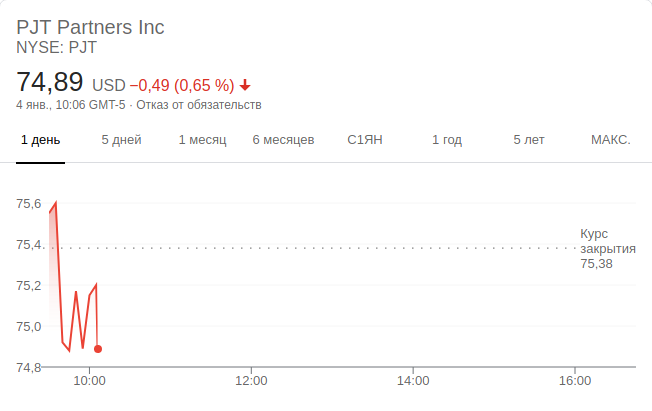 PJT Partners Inc
NYSE: PJT
74,89 USD −0,49 (0,65 %)
4 янв., 10:06 GMT-5 · Отказ от обязательств
1 день 5 дней 1 месяц 6 месяцев С1ЯН 1 год 5 лет МАКС.
75,6
75,4
75,2
75,0
74,8
Курс
закрытия
75,38
10:00 12:00 14:00 16:00